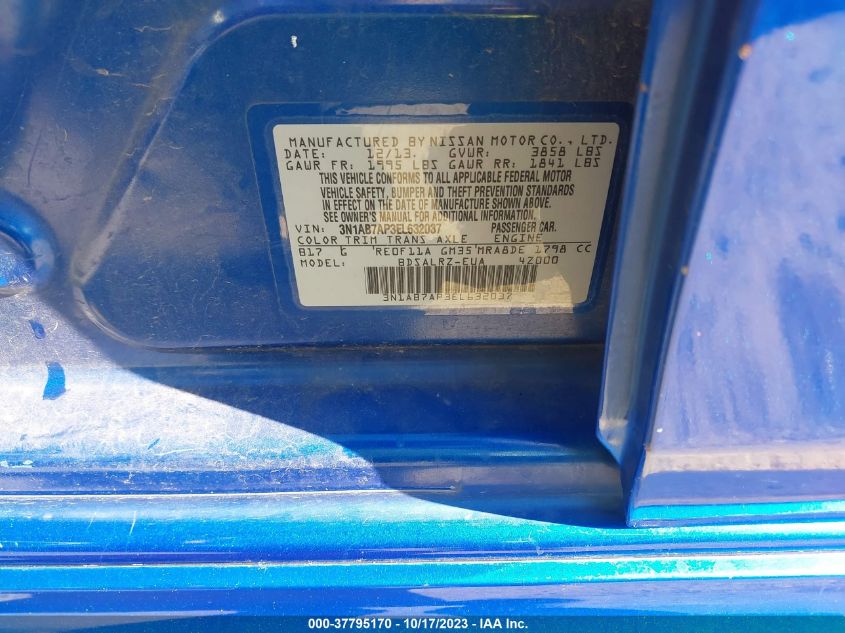 MANUFACTURED BY NISSAN MOTOR CO., LTD.
DATE: 12/13. GVWR: 3858 LBS
GAWR FR: 1995 LBS GAWR RR: 1841 LBS
THIS VEHICLE CONFORMS TO ALL APPLICABLE FEDERAL MOTOR
VEHICLE SAFETY, BUMPER AND THEFT PREVENTION STANDARDS
IN EFFECT ON THE DATE OF MANUFACTURE SHOWN ABOVE.
SEE OWNER'S MANUAL FOR ADDITIONAL INFORMATION.
VIN: 3N1AB7AP3EL632037 PASSENGER CAR.
COLOR TRIM TRANS AXLE ENGINE
B17 G RE0F11A GM35 MRA8DE 1798 CC
MODEL: BDSALRZ-EUA 42000
3N1AB7AP3EL632037
000-37795170 - 10/17/2023 - IAA Inc.